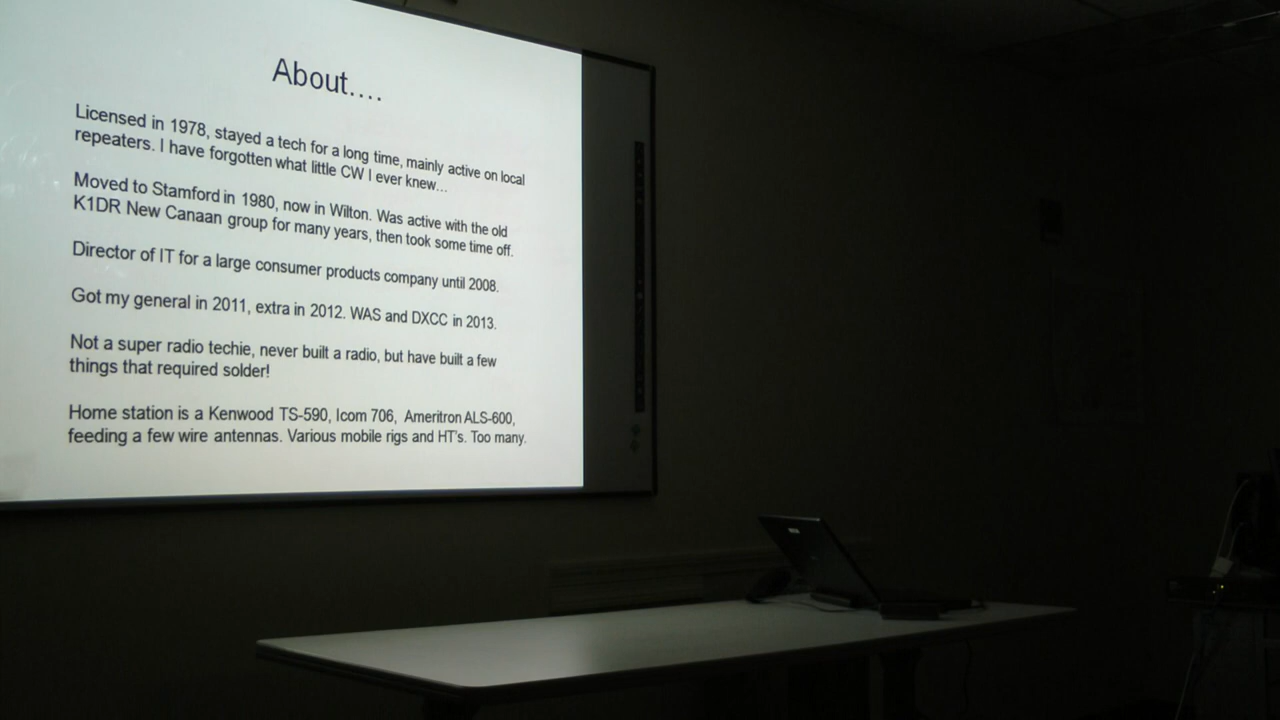 About....
Licensed in 1978, stayed a tech for a long time, mainly active on local
repeaters. I have forgotten what little CW I ever knew...
Moved to Stamford in 1980, now in Wilton. Was active with the old
K1DR New Canaan group for many years, then took some time off.
Director of IT for a large consumer products company until 2008.
Got my general in 2011, extra in 2012. WAS and DXCC in 2013.
Not a super radio techie, never built a radio, but have built a few
things that required solder!
Home station is a Kenwood TS-590, Icom 706, Ameritron ALS-600,
feeding a few wire antennas. Various mobile rigs and HT's. Too many.